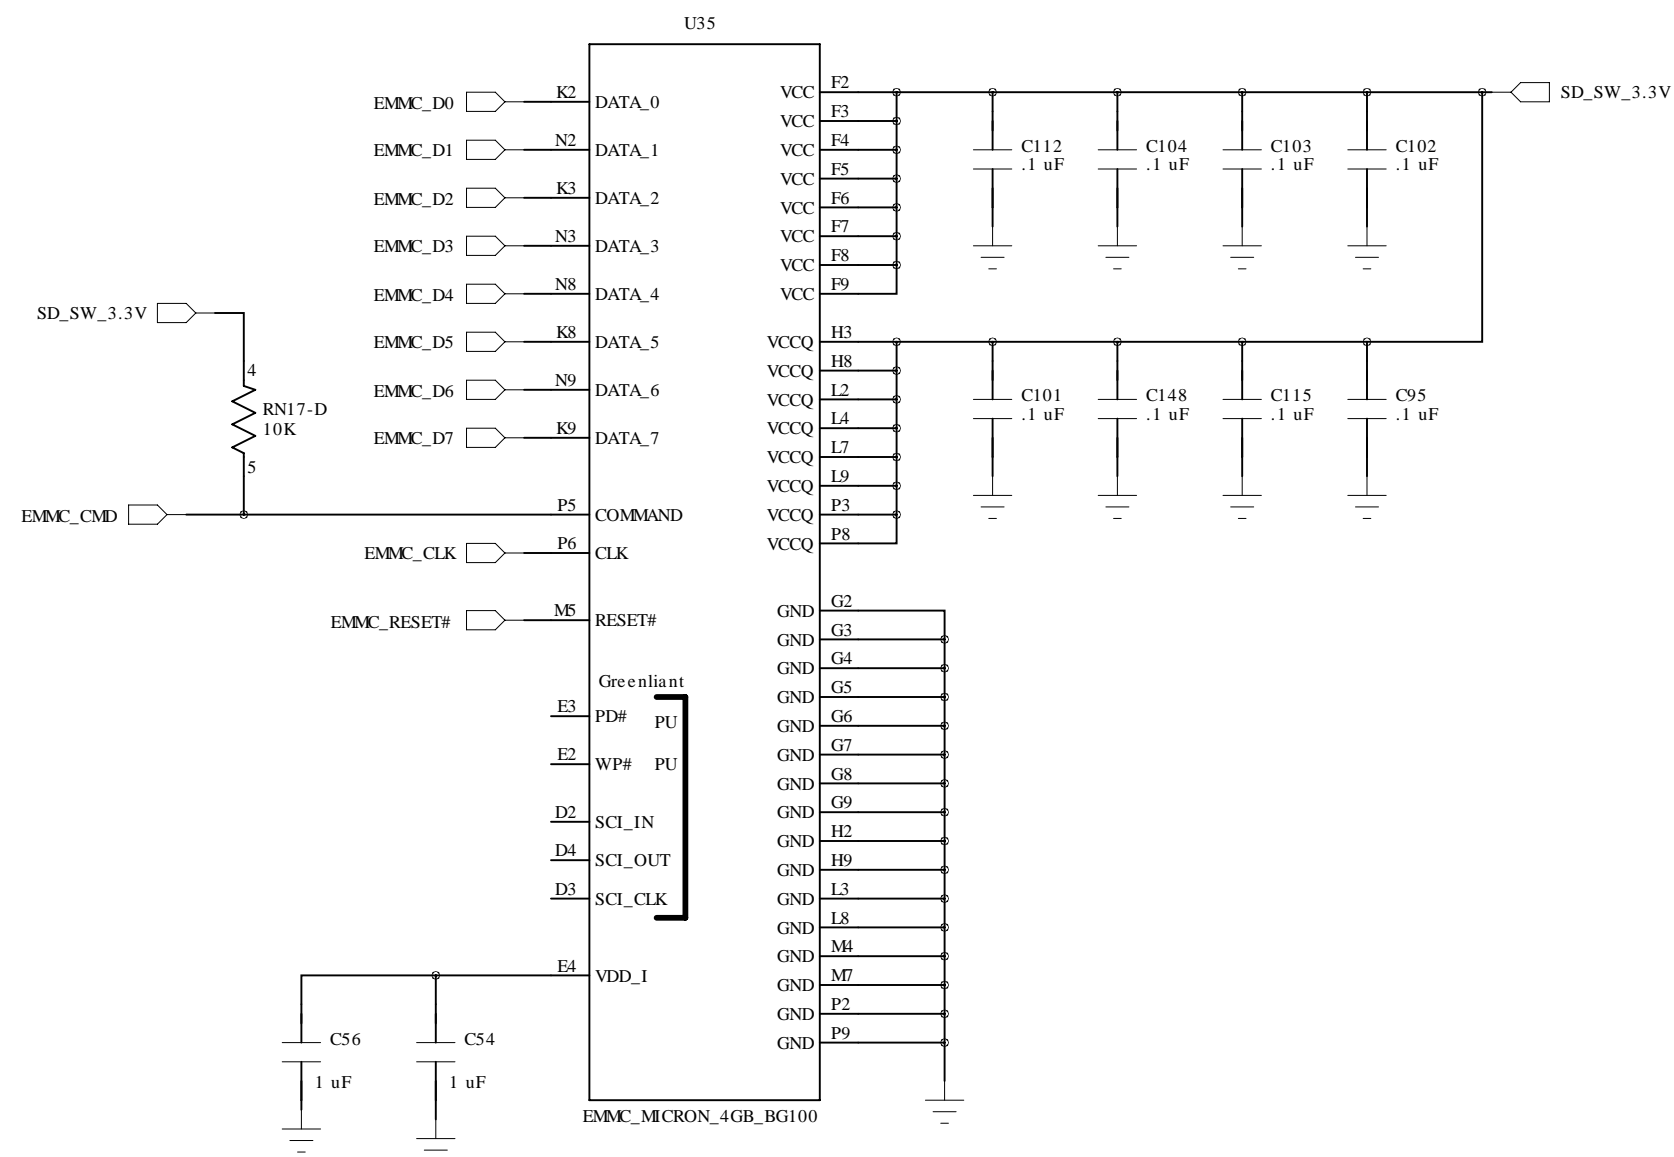 U35
EMMC_D0 K2 DATA_0
EMMC_D1 N2 DATA_1
EMMC_D2 K3 DATA_2
EMMC_D3 N3 DATA_3
EMMC_D4 N8 DATA_4
EMMC_D5 K8 DATA_5
EMMC_D6 N9 DATA_6
EMMC_D7 K9 DATA_7
SD_SW_3.3V
4
RN17-D
10K
5
EMMC_CMD P5 COMMAND
EMMC_CLK P6 CLK
EMMC_RESET# M5 RESET#
Greenliant
E3 PD# PU
E2 WP# PU
D2 SCI_IN
D4 SCI_OUT
D3 SCI_CLK
E4 VDD_I
C56
1 uF
C54
1 uF
VCC F2 SD_SW_3.3V
VCC F3
VCC F4
VCC F5
VCC F6
VCC F7
VCC F8
VCC F9
C112
.1 uF
C104
.1 uF
C103
.1 uF
C102
.1 uF
VCCQ H3
VCCQ H8
VCCQ L2
VCCQ L4
VCCQ L7
VCCQ L9
VCCQ P3
VCCQ P8
C101
.1 uF
C148
.1 uF
C115
.1 uF
C95
.1 uF
GND G2
GND G3
GND G4
GND G5
GND G6
GND G7
GND G8
GND G9
GND H2
GND H9
GND L3
GND L8
GND M4
GND M7
GND P2
GND P9
EMMC_MICRON_4GB_BG100